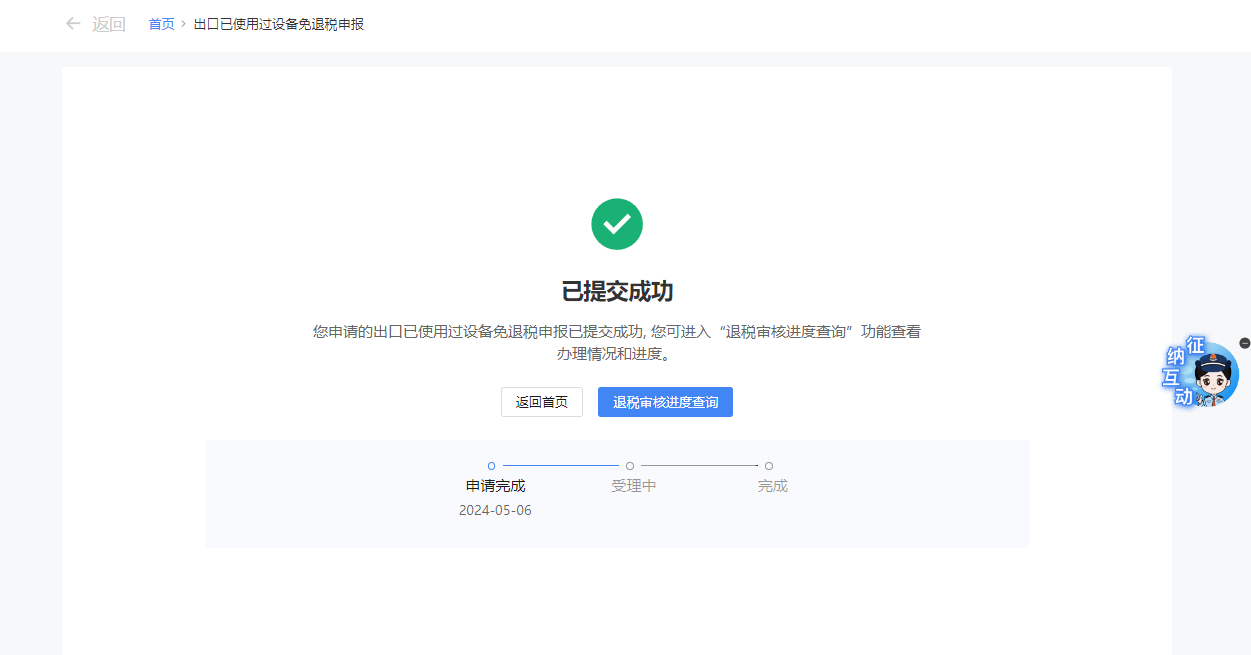 返回 首页 > 出口已使用过设备免退税申报
已提交成功
您申请的出口已使用过设备免退税申报已提交成功, 您可进入“退税审核进度查询”功能查看
办理情况和进度。
返回首页 退税审核进度查询
申请完成 受理中 完成
2024-05-06
征
纳
互
动